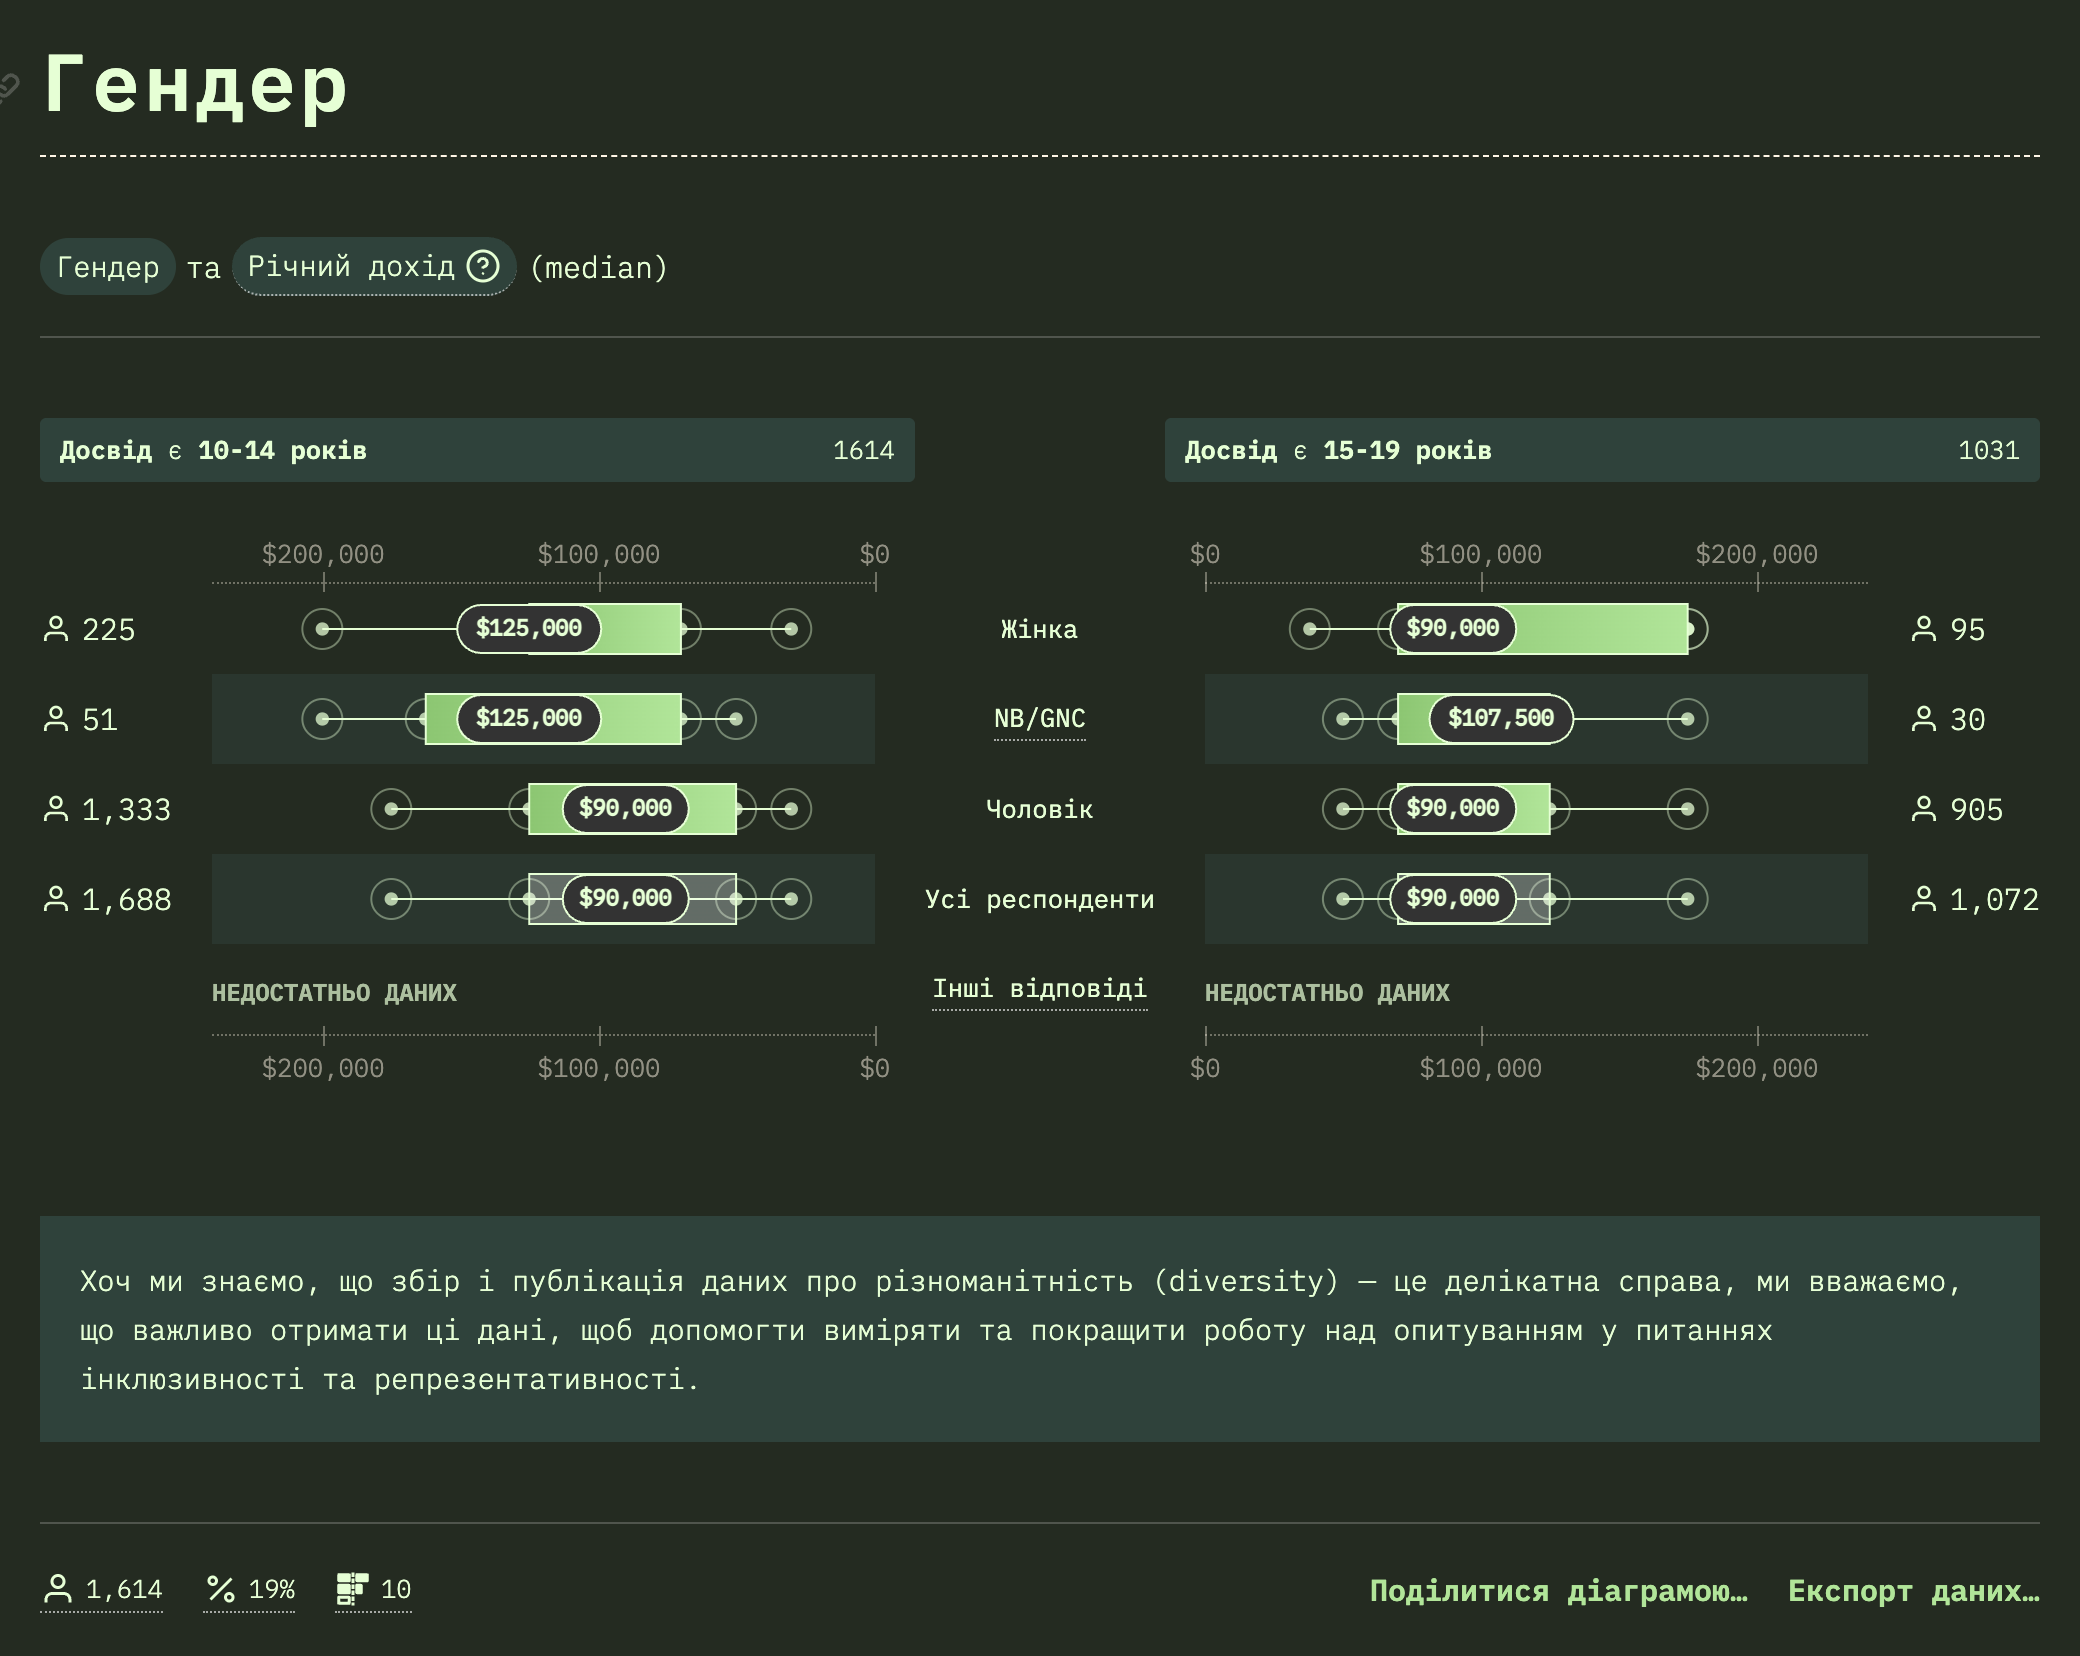 Гендер
Гендер та Річний дохід (median)
Досвід є 10-14 років 1614
Досвід є 15-19 років 1031
$200,000 $100,000 $0
$0 $100,000 $200,000
225 $125,000 Жінка $90,000 95
51 $125,000 NB/GNC $107,500 30
1,333 $90,000 Чоловік $90,000 905
1,688 $90,000 Усі респонденти $90,000 1,072
НЕДОСТАТНЬО ДАНИХ Інші відповіді НЕДОСТАТНЬО ДАНИХ
$200,000 $100,000 $0
$0 $100,000 $200,000
Хоч ми знаємо, що збір і публікація даних про різноманітність (diversity) — це делікатна справа, ми вважаємо,
що важливо отримати ці дані, щоб допомогти виміряти та покращити роботу над опитуванням у питаннях
інклюзивності та репрезентативності.
1,614 19% 10
Поділитися діаграмою… Експорт даних…